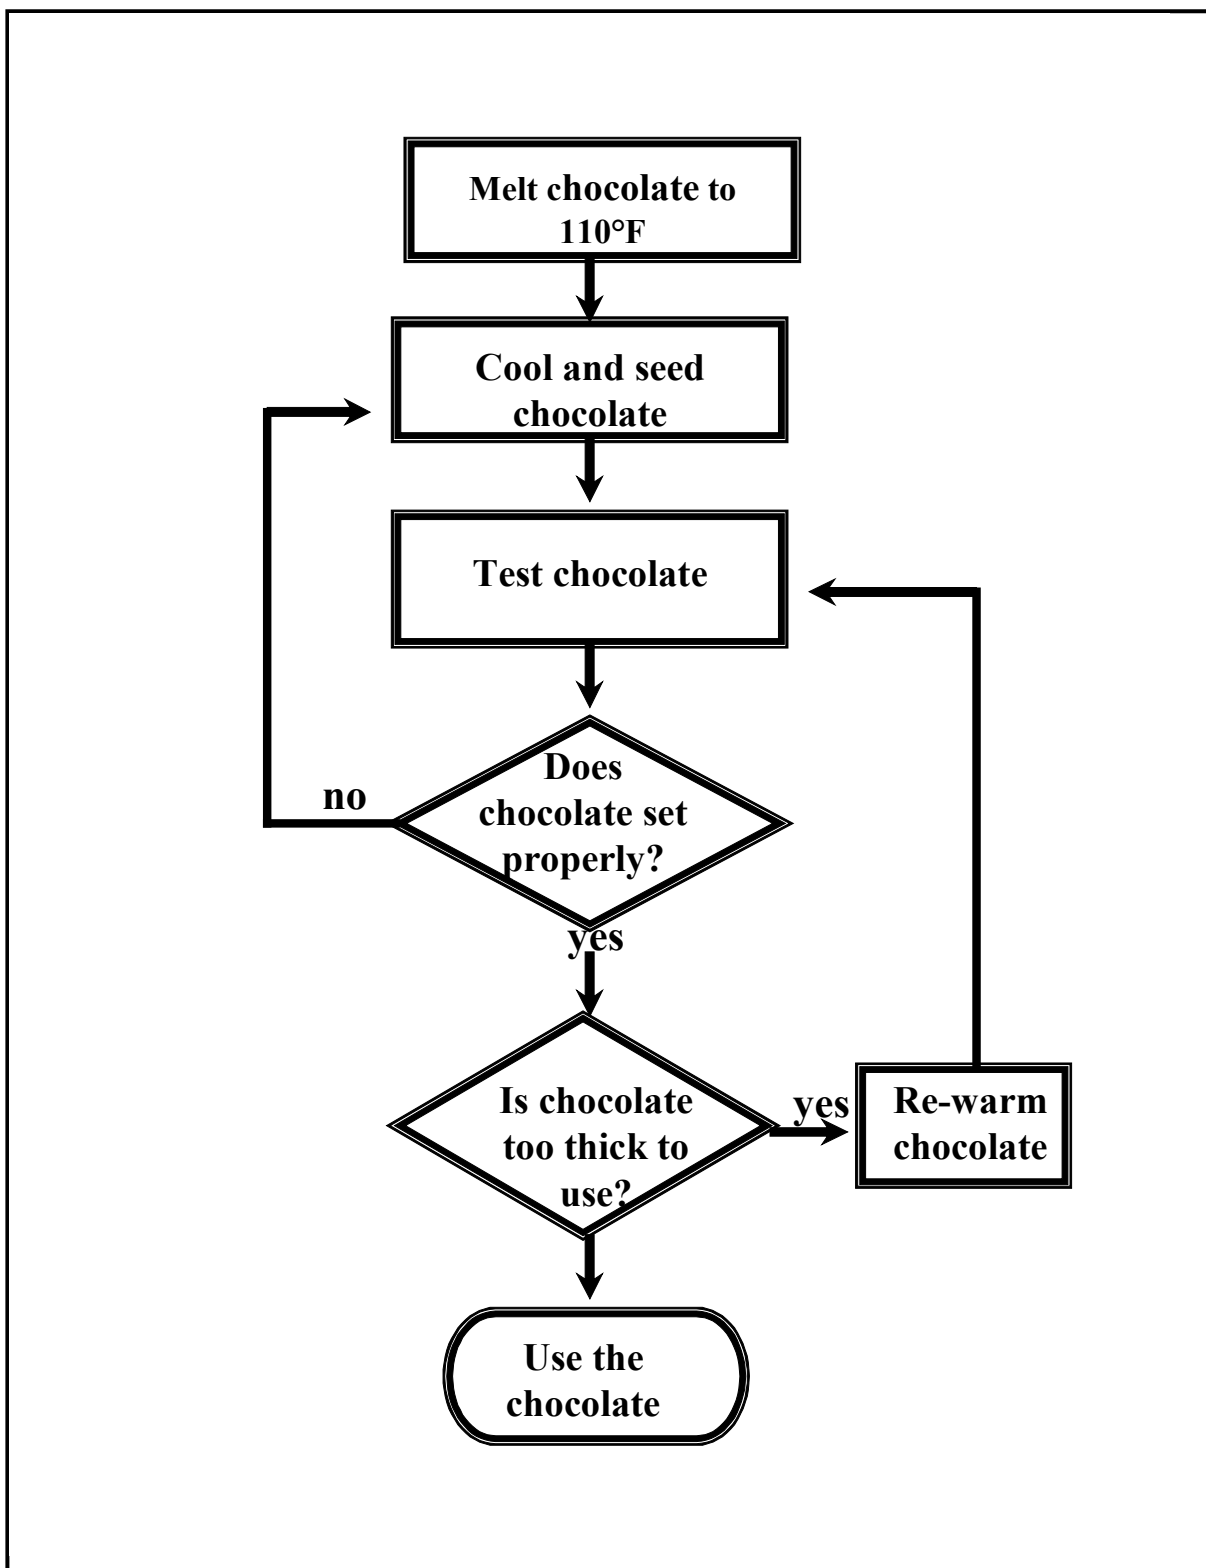 Melt chocolate to
110°F
Cool and seed
chocolate
Test chocolate
Does
chocolate set
properly?
no
yes
Is chocolate
too thick to
use?
yes
Re-warm
chocolate
Use the
chocolate